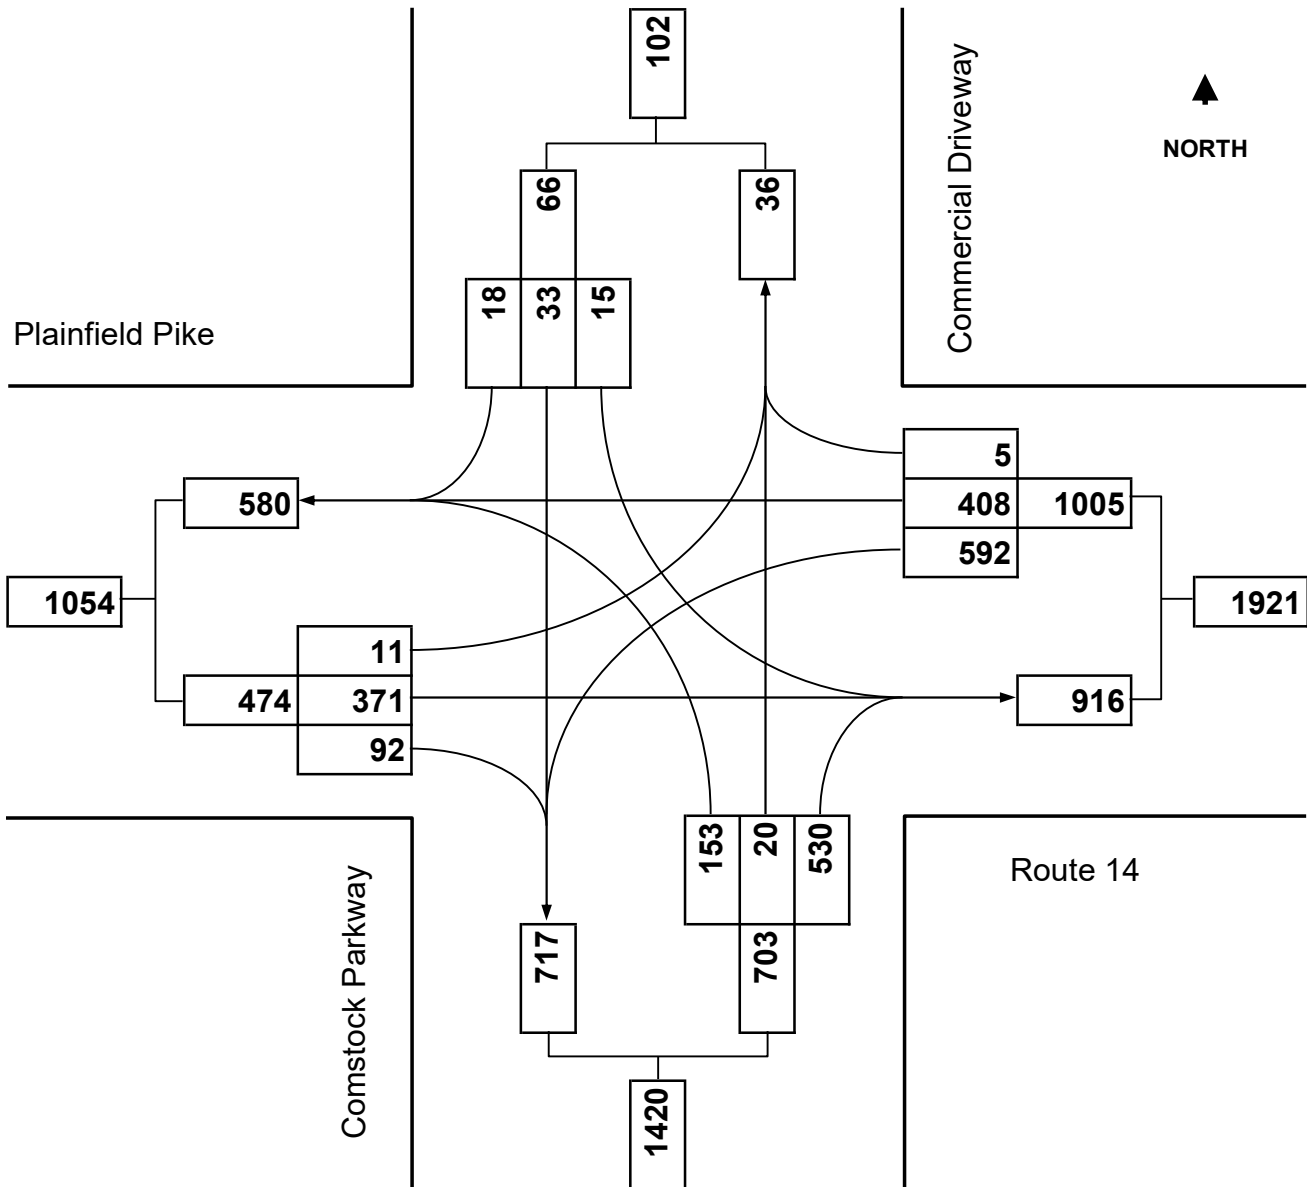 102
Commercial Driveway
NORTH
66
36
18 33 15
Plainfield Pike
5
580
408 1005
592
1054
1921
11
474 371
916
92
153 20 530
Route 14
Comstock Parkway
717
703
1420